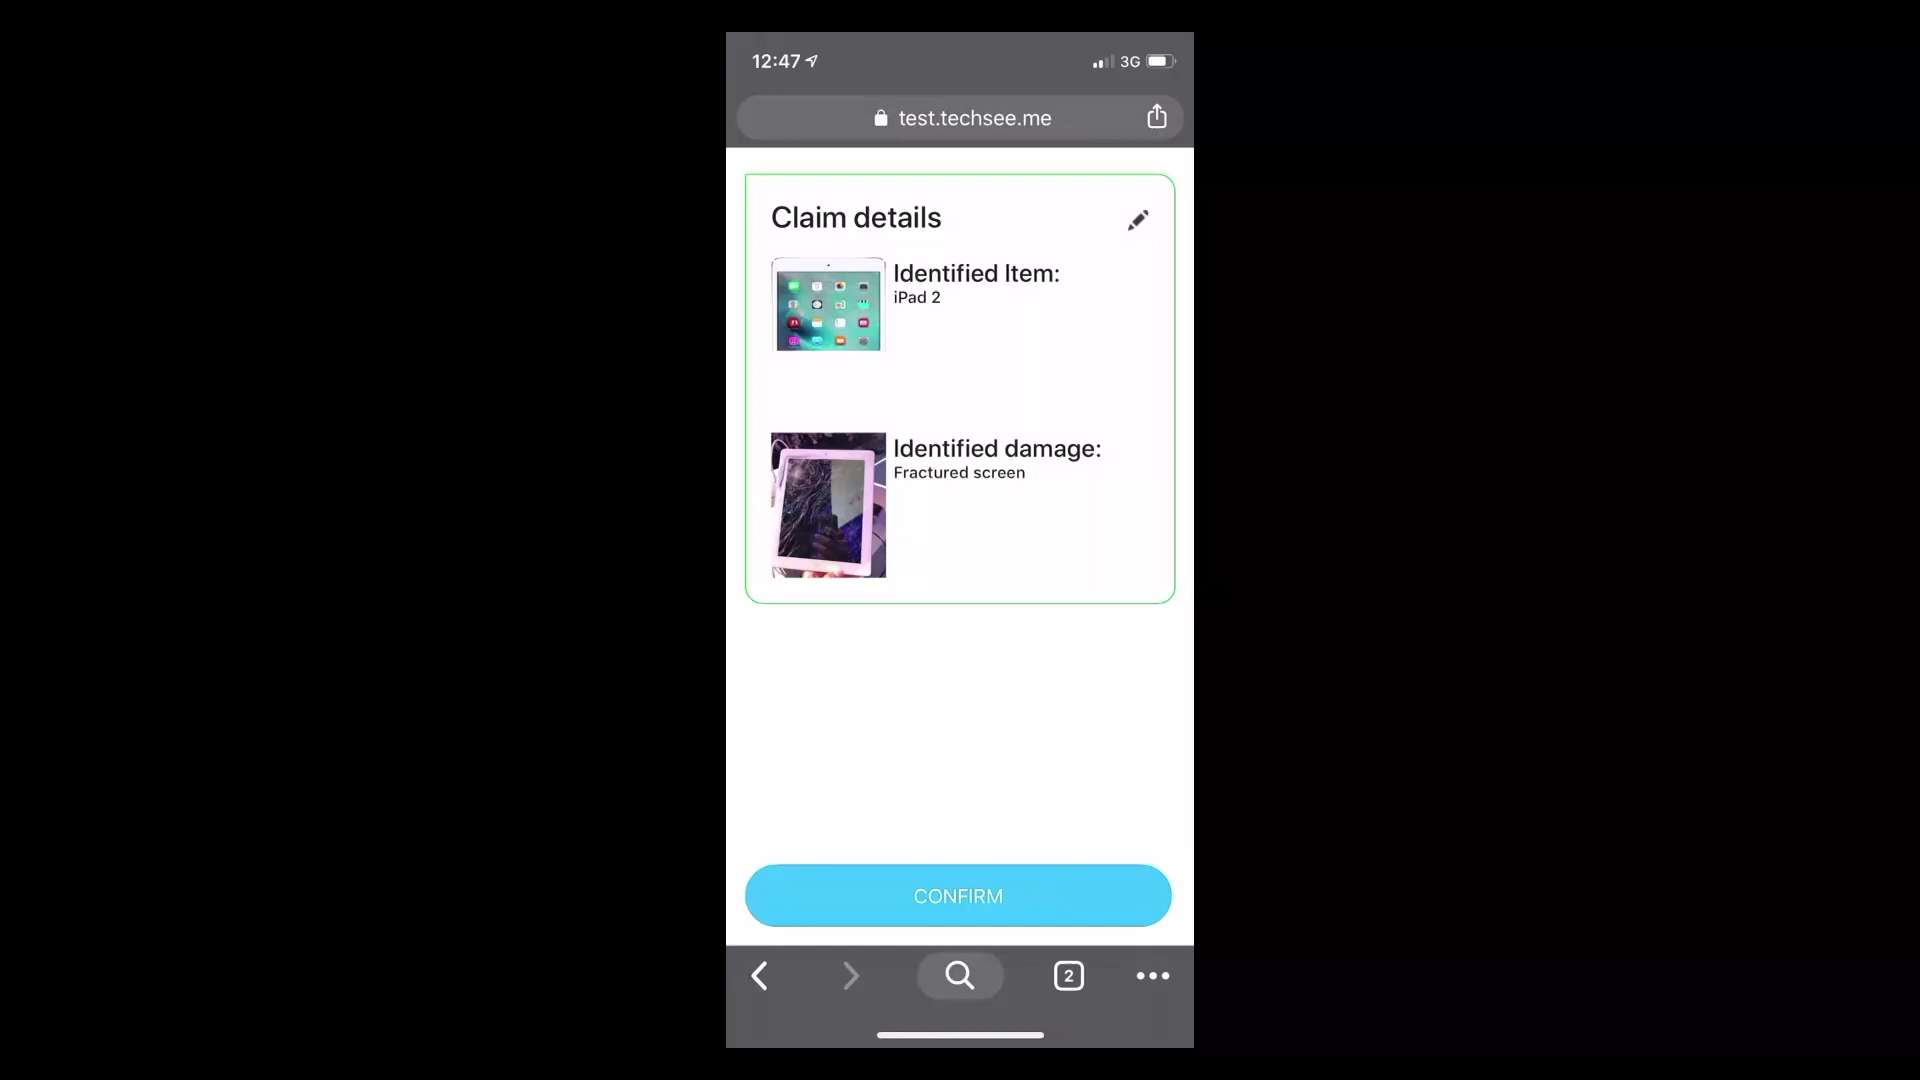 12:47
3G
test.techsee.me
Claim details
Identified Item:
iPad 2
Identified damage:
Fractured screen
CONFIRM
2